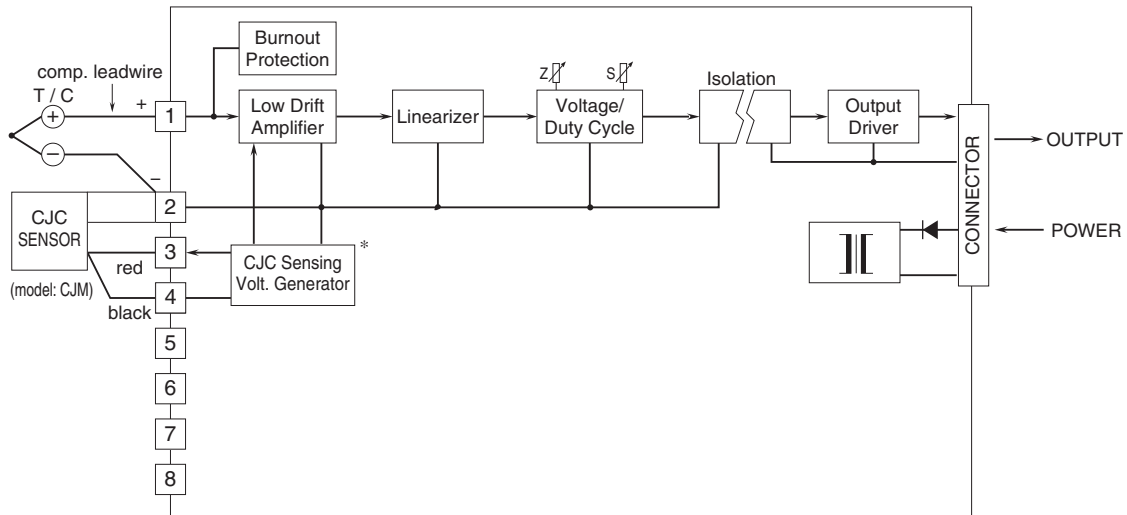 Burnout
Protection
comp. leadwire
T / C
+
+
−
−
1
Low Drift
Amplifier
Linearizer
Z
S
Voltage/
Duty Cycle
Isolation
Output
Driver
CONNECTOR
OUTPUT
POWER
2
CJC
SENSOR
(model: CJM)
3
red
4
black
CJC Sensing
Volt. Generator
*
5
6
7
8